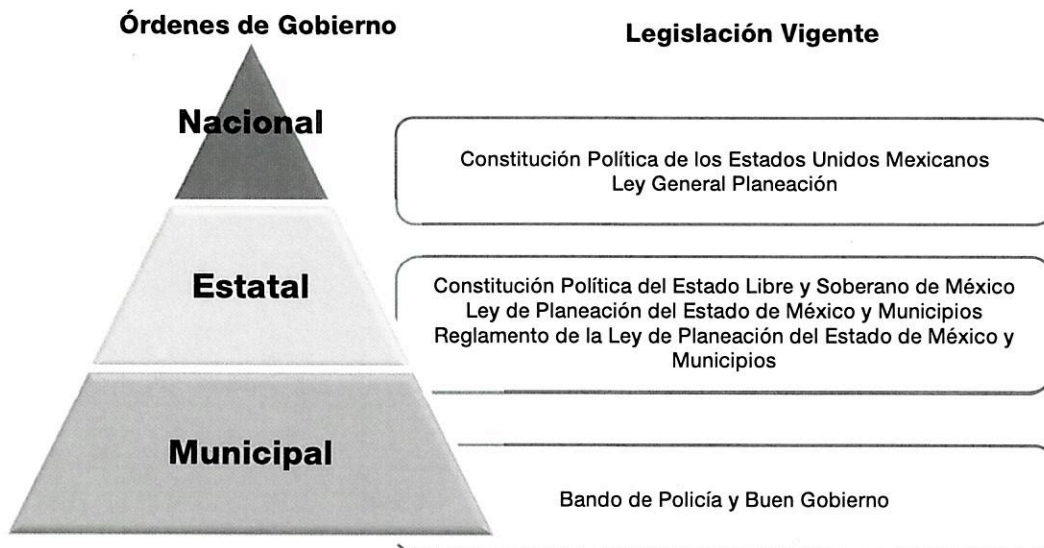 Órdenes de Gobierno
Legislación Vigente
Nacional
Constitución Política de los Estados Unidos Mexicanos
Ley General Planeación
Estatal
Constitución Política del Estado Libre y Soberano de México
Ley de Planeación del Estado de México y Municipios
Reglamento de la Ley de Planeación del Estado de México y
Municipios
Municipal
Bando de Policía y Buen Gobierno